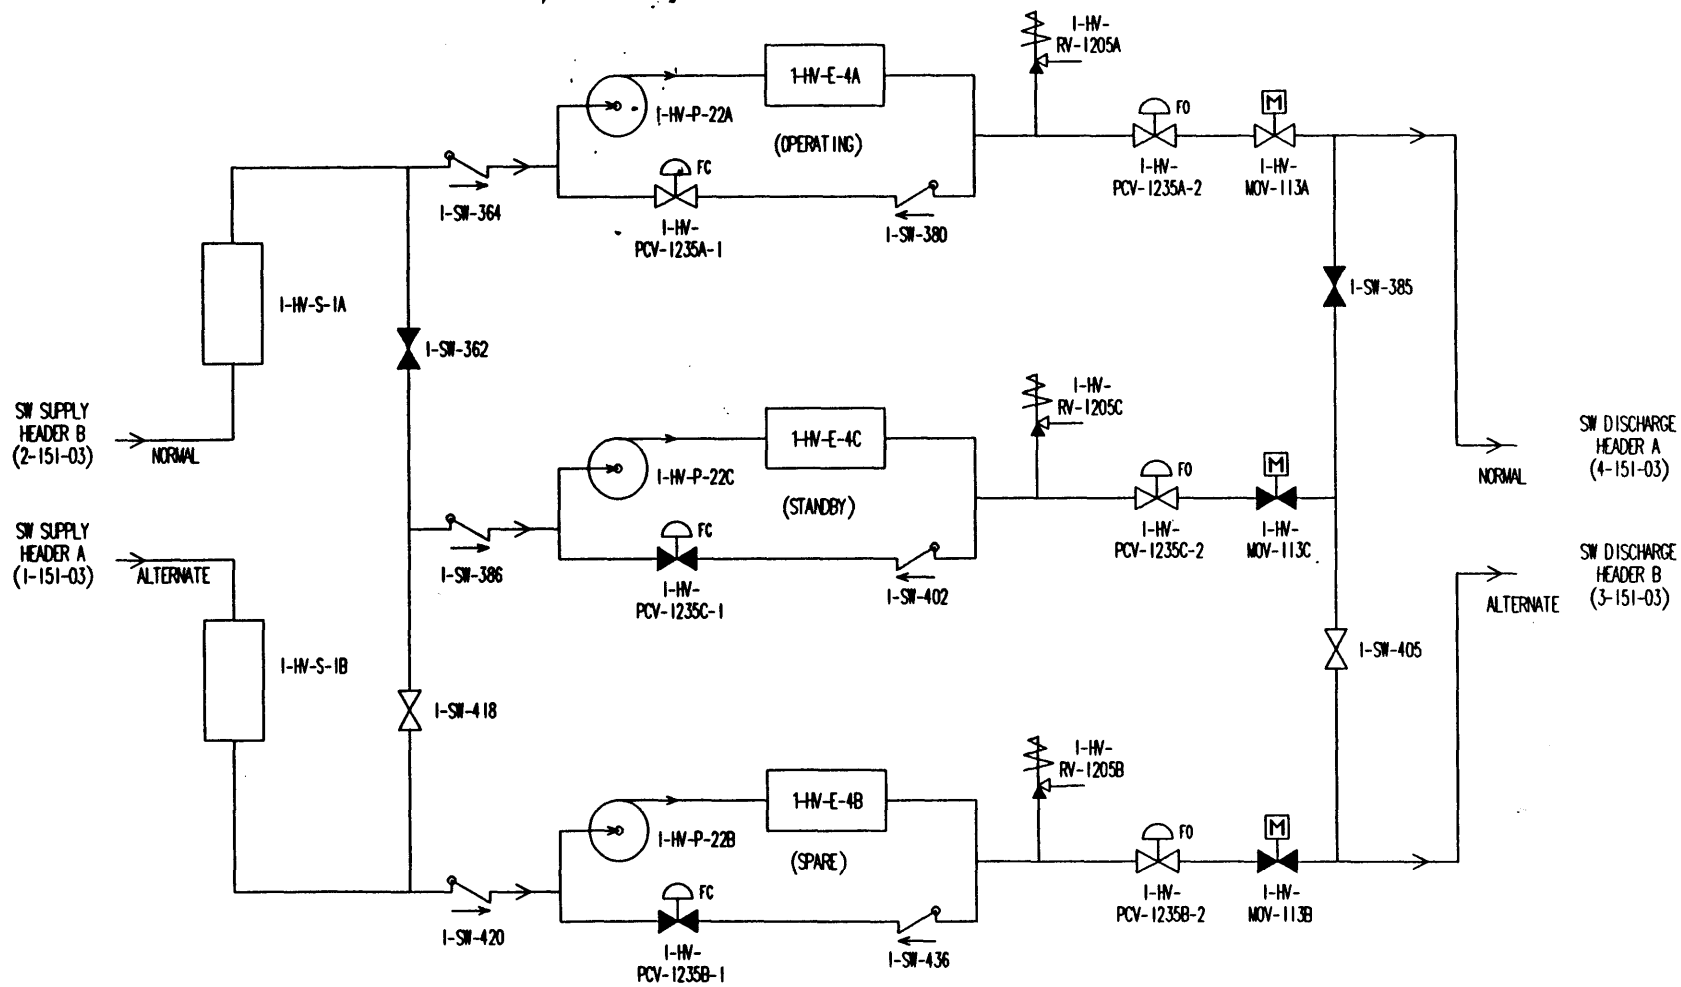 1-HV-
RV-1205A
1-HV-E-4A
1-HV-P-22A
(OPERATING)
FO
M
1-HV-
PCV-1235A-2
1-HV-
MOV-113A
FC
1-SW-364
1-HV-
PCV-1235A-1
1-SW-380
1-HV-S-1A
1-SW-385
1-SW-362
SW SUPPLY
HEADER B
(2-151-03)
NORMAL
1-HV-
RV-1205C
1-HV-E-4C
1-HV-P-22C
(STANDBY)
FO
M
1-HV-
PCV-1235C-2
1-HV-
MOV-113C
SW DISCHARGE
HEADER A
(4-151-03)
NORMAL
SW SUPPLY
HEADER A
(1-151-03)
ALTERNATE
FC
1-SW-386
1-HV-
PCV-1235C-1
1-SW-402
SW DISCHARGE
HEADER B
(3-151-03)
ALTERNATE
1-HV-S-1B
1-SW-405
1-SW-418
1-HV-
RV-1205B
1-HV-E-4B
1-HV-P-22B
(SPARE)
FO
M
1-HV-
PCV-1235B-2
1-HV-
MOV-113B
FC
1-SW-420
1-HV-
PCV-1235B-1
1-SW-436